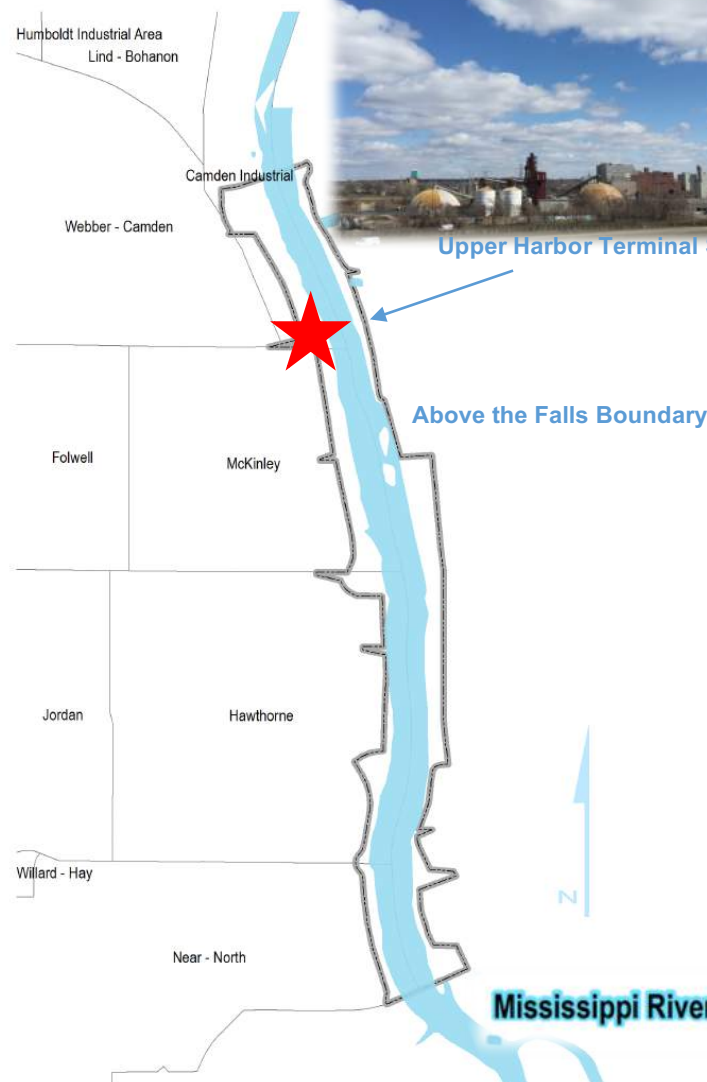 Humboldt Industrial Area
Lind - Bohanon
Camden Industrial
Webber - Camden
Upper Harbor Terminal
Above the Falls Boundary
Folwell
McKinley
Jordan
Hawthorne
Willard - Hay
N
Near - North
Mississippi River